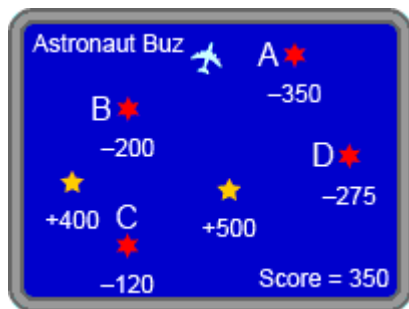 Astronaut Buz
A
–350
B
–200
D
–275
+400
C
+500
–120
Score = 350